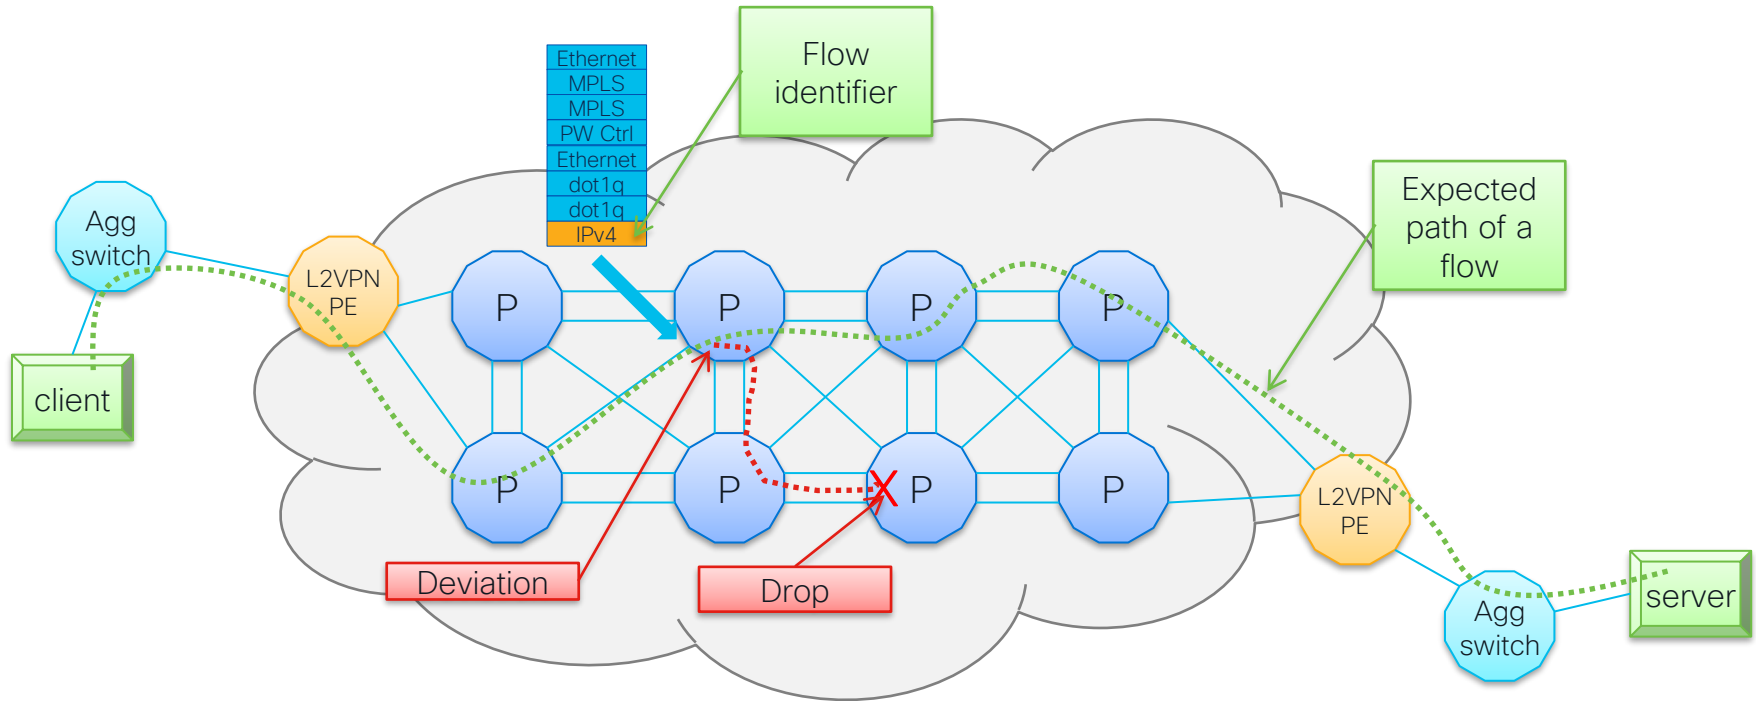 Flow
identifier
Ethernet
MPLS
MPLS
PW Ctrl
Ethernet
dot1q
dot1q
IPv4
Expected
path of a
flow
Agg
switch
L2VPN
PE
P
P
P
P
client
P
P
P
P
L2VPN
PE
Deviation
Drop
server
Agg
switch